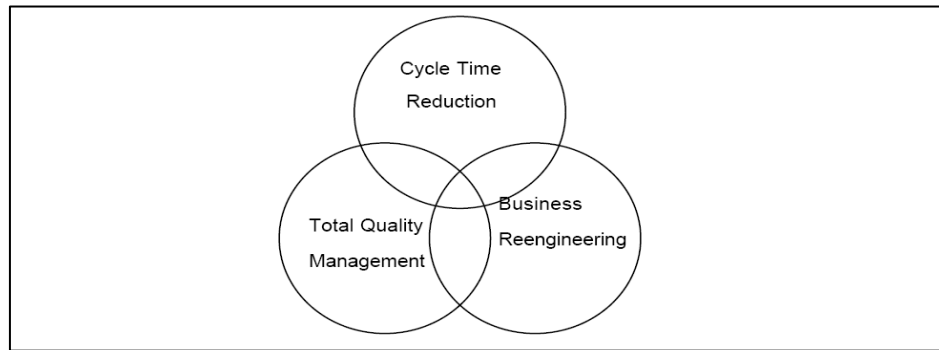 Cycle Time
Reduction
Total Quality
Management
Business
Reengineering